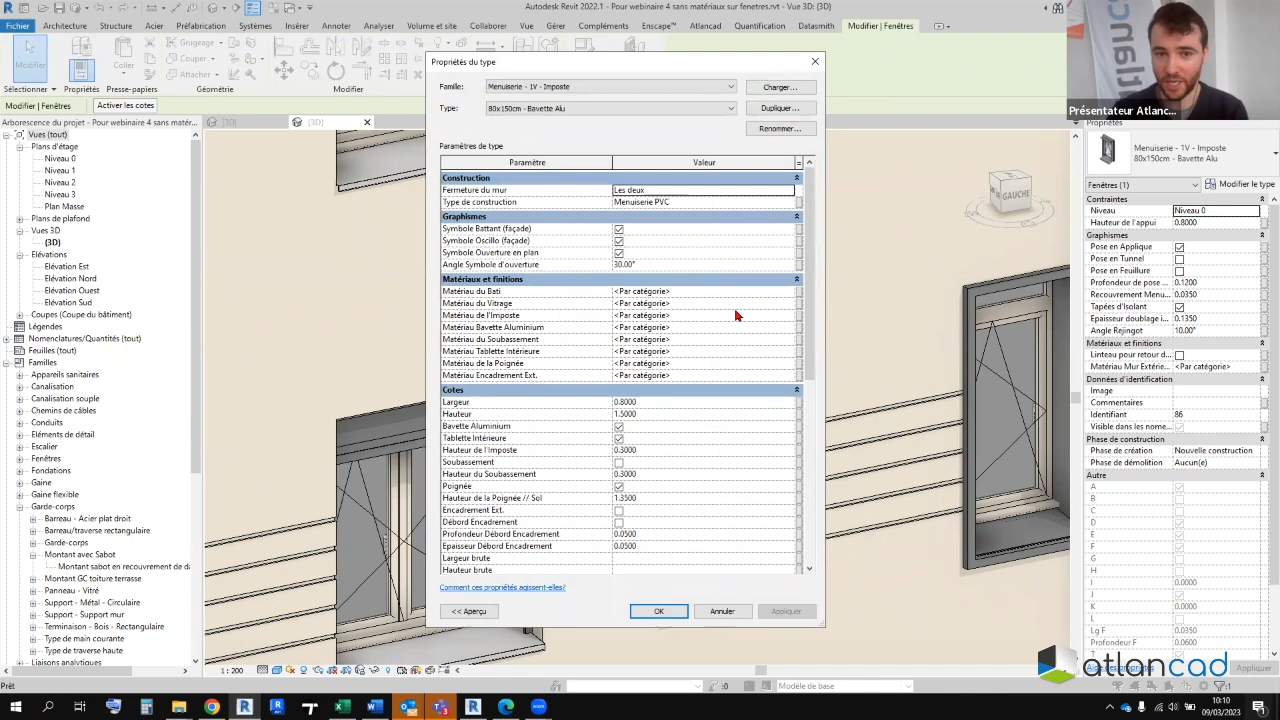 Autodesk Revit 2022.1 - Pour webinaire 4 sans matériaux sur fenetres.rvt - Vue 3D: {3D}
Fichier Architecture Structure Acier Préfabrication Systèmes Insérer Annoter Analyser Volume et site Collaborer Vue Gérer Compléments Enscape™ Quantification Datasmith Modifier | Fenêtres
Modifier
Coller
Grugeage
Couper
Attacher
Sélectionner Propriétés Presse-papiers Géométrie Modifier
Modifier | Fenêtres Activer les cotes
Présentateur Atlanc...
Arborescence du projet - Pour webinaire 4 sans matér...
Vues (tout)
Plans d'étage
Niveau 0
Niveau 1
Niveau 2
Niveau 3
Plan Masse
Plans de plafond
Vues 3D
{3D}
Elévations
Elévation Est
Elévation Nord
Elévation Ouest
Elévation Sud
Coupes (Coupe du bâtiment)
Légendes
Nomenclatures/Quantités (tout)
Feuilles (tout)
Familles
Appareils sanitaires
Canalisation
Canalisation souple
Chemins de câbles
Conduits
Eléments de détail
Escalier
Fenêtres
Fondations
Gaine
Gaine flexible
Garde-corps
Barreau - Acier plat droit
Barreau/traverse rectangulaire
Garde-corps
Montant avec Sabot
Montant sabot en recouvrement de da
Montant GC toiture terrasse
Panneau - Vitré
Support - Métal - Circulaire
Support - Support mur
Terminaison - Bois - Rectangulaire
Type de main courante
Type de traverse haute
Liaisons analytiques
{3D} {3D}
Propriétés du type
Famille: Menuiserie - 1V - Imposte Charger...
Type: 80x150cm - Bavette Alu Dupliquer...
Renommer...
Paramètres de type
Paramètre Valeur =
Construction
Fermeture du mur Les deux
Type de construction Menuiserie PVC
Graphismes
Symbole Battant (façade)
Symbole Oscillo (façade)
Symbole Ouverture en plan
Angle Symbole d'ouverture 30.00°
Matériaux et finitions
Matériau du Bati <Par catégorie>
Matériau du Vitrage <Par catégorie>
Matériau de l'Imposte <Par catégorie>
Matériau Bavette Aluminium <Par catégorie>
Matériau du Soubassement <Par catégorie>
Matériau Tablette Intérieure <Par catégorie>
Matériau de la Poignée <Par catégorie>
Matériau Encadrement Ext. <Par catégorie>
Cotes
Largeur 0.8000
Hauteur 1.5000
Bavette Aluminium
Tablette Intérieure
Hauteur de l'Imposte 0.3000
Soubassement
Hauteur du Soubassement 0.3000
Poignée
Hauteur de la Poignée // Sol 1.3500
Encadrement Ext.
Débord Encadrement
Profondeur Débord Encadrement 0.0500
Epaisseur Débord Encadrement 0.0500
Largeur brute
Hauteur brute
Comment ces propriétés agissent-elles?
<< Aperçu OK Annuler Appliquer
GAUCHE
Propriétés
Menuiserie - 1V - Imposte
80x150cm - Bavette Alu
Fenêtres (1) Modifier le type
Contraintes
Niveau Niveau 0
Hauteur de l'appui 0.8000
Graphismes
Pose en Applique
Pose en Tunnel
Pose en Feuillure
Profondeur de pose ... 0.1200
Recouvrement Menu... 0.0350
Tapées d'Isolant
Epaisseur doublage i... 0.1350
Angle Rejingot 10.00°
Matériaux et finitions
Linteau pour retour d...
Matériau Mur Extérie... <Par catégorie>
Données d'identification
Image
Commentaires
Identifiant 86
Visible dans les nome...
Phase de construction
Phase de création Nouvelle construction
Phase de démolition Aucun(e)
Autre
A
B
C
D
E
F
G
H
I 0.0000
J
K 0.0000
L
Lg F 0.0350
Profondeur F 0.0600
T
Appliquer
atlancad
1 : 200
Prêt
:0 Modèle de base
:1
10:10
09/03/2023